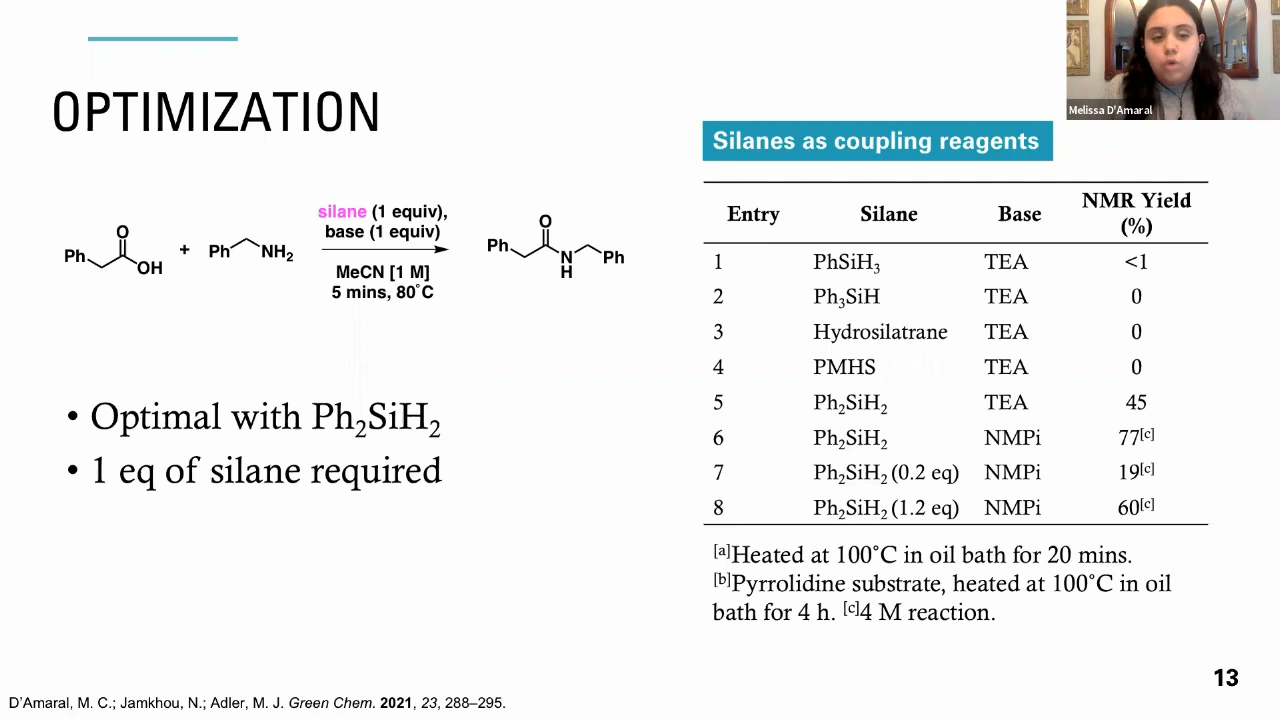 Melissa D'Amaral
OPTIMIZATION
Silanes as coupling reagents
silane (1 equiv),
base (1 equiv)
Ph
O
OH
+
Ph
NH₂
MeCN [1 M]
5 mins, 80˚C
Ph
O
N
H
Ph
• Optimal with Ph₂SiH₂
• 1 eq of silane required
Entry Silane Base NMR Yield (%)
1 PhSiH₃ TEA <1
2 Ph₃SiH TEA 0
3 Hydrosilatrane TEA 0
4 PMHS TEA 0
5 Ph₂SiH₂ TEA 45
6 Ph₂SiH₂ NMPi 77[c]
7 Ph₂SiH₂ (0.2 eq) NMPi 19[c]
8 Ph₂SiH₂ (1.2 eq) NMPi 60[c]
[a]Heated at 100˚C in oil bath for 20 mins.
[b]Pyrrolidine substrate, heated at 100˚C in oil
bath for 4 h. [c]4 M reaction.
13
D'Amaral, M. C.; Jamkhou, N.; Adler, M. J. Green Chem. 2021, 23, 288–295.